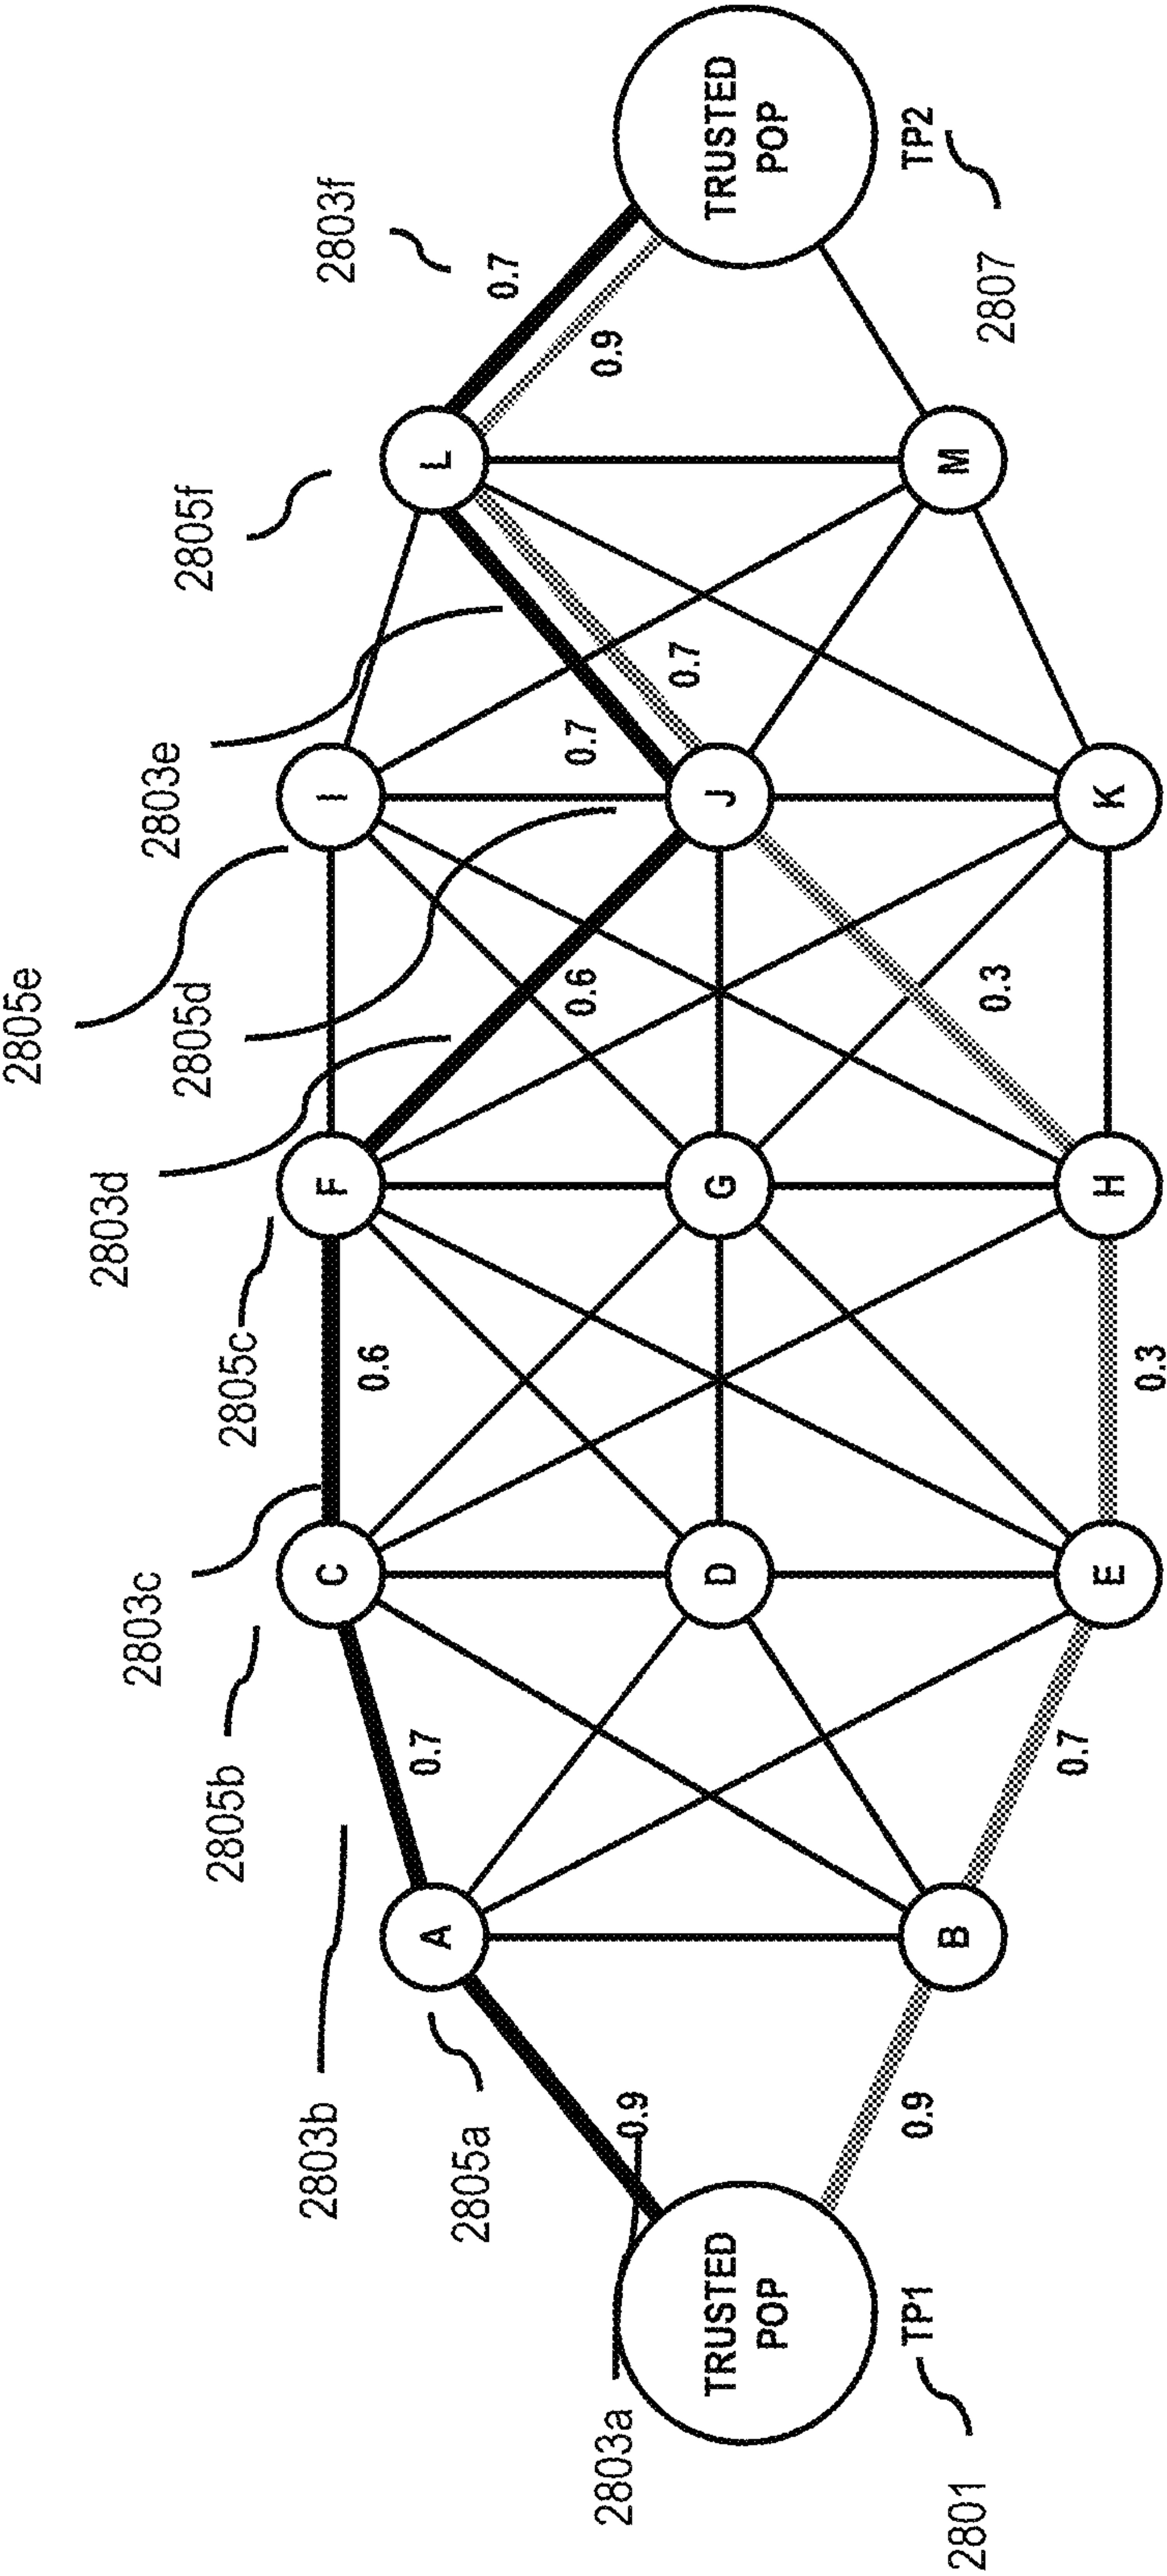 2805e
2803e
2805f
2803f
2805d
2803d
2805c
2803c
2805b
2803b
2805a
2803a
TRUSTED
POP
TP1
2801
0.9
A
0.7
C
0.6
F
0.6
I
J
0.7
0.7
L
0.7
0.9
TRUSTED
POP
TP2
2807
D
G
0.9
B
0.7
E
0.3
H
0.3
K
M